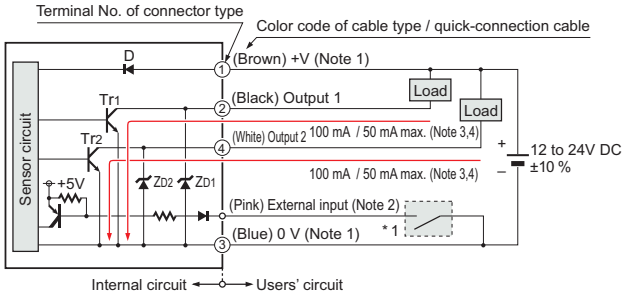 Terminal No. of connector type
Color code of cable type / quick-connection cable
D
1
(Brown) +V (Note 1)
Load
Tr1
2
(Black) Output 1
Load
Tr2
100 mA / 50 mA max. (Note 3,4)
4
(White) Output 2
Sensor circuit
+
12 to 24V DC
–
±10 %
+5V
ZD2
ZD1
100 mA / 50 mA max. (Note 3,4)
(Pink) External input (Note 2)
* 1
3
(Blue) 0 V (Note 1)
Internal circuit
Users' circuit